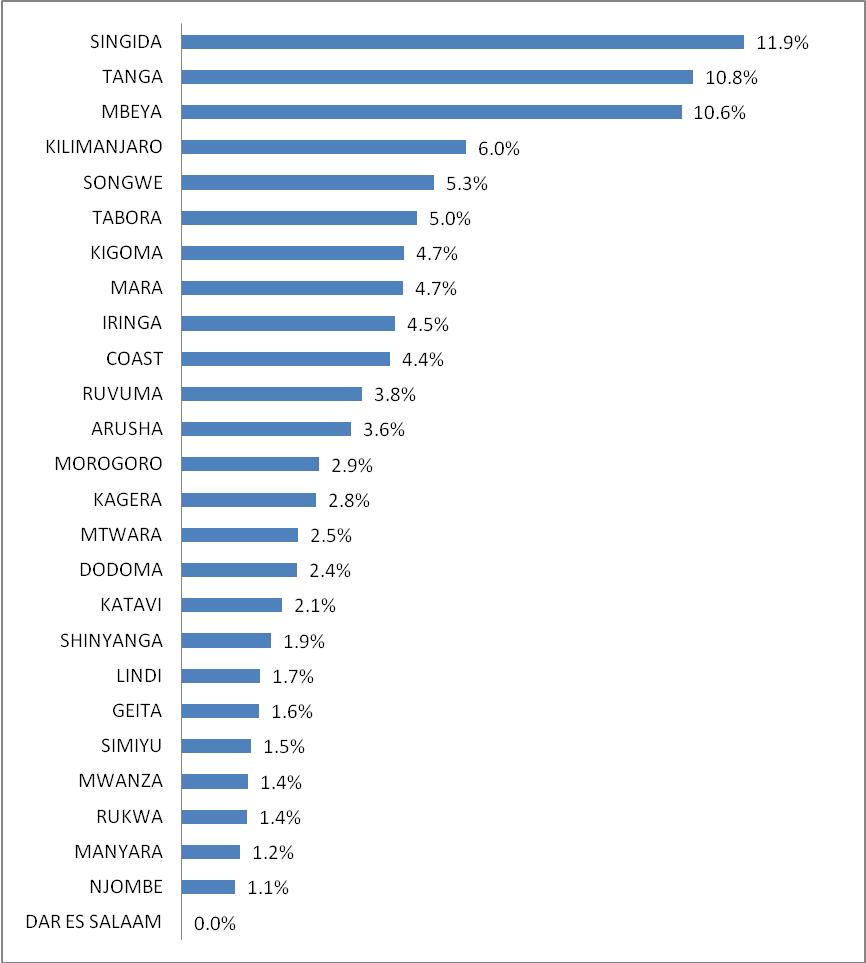 SINGIDA 11.9%
TANGA 10.8%
MBEYA 10.6%
KILIMANJARO 6.0%
SONGWE 5.3%
TABORA 5.0%
KIGOMA 4.7%
MARA 4.7%
IRINGA 4.5%
COAST 4.4%
RUVUMA 3.8%
ARUSHA 3.6%
MOROGORO 2.9%
KAGERA 2.8%
MTWARA 2.5%
DODOMA 2.4%
KATAVI 2.1%
SHINYANGA 1.9%
LINDI 1.7%
GEITA 1.6%
SIMIYU 1.5%
MWANZA 1.4%
RUKWA 1.4%
MANYARA 1.2%
NJOMBE 1.1%
DAR ES SALAAM 0.0%